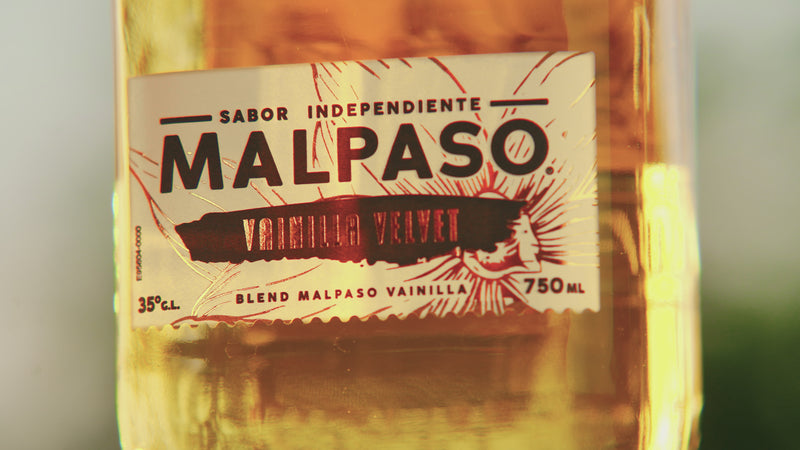 SABOR INDEPENDIENTE
MALPASO®
VAINILLA VELVET
BLEND MALPASO VAINILLA
35°G.L.
750 ML